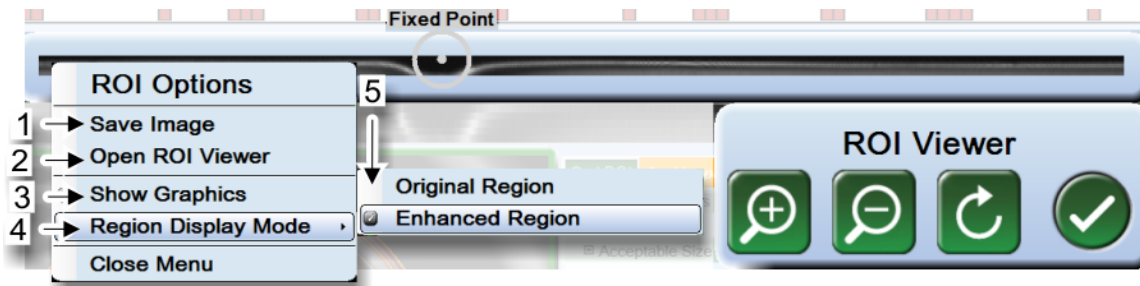 Fixed Point
ROI Options
5
1
Save Image
2
Open ROI Viewer
3
Show Graphics
4
Region Display Mode
Close Menu
Original Region
Enhanced Region
Acceptable Size
ROI Viewer